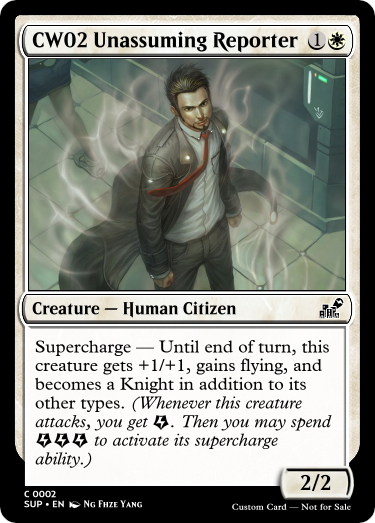 CW02 Unassuming Reporter 1
Creature — Human Citizen
Supercharge — Until end of turn, this
creature gets +1/+1, gains flying, and
becomes a Knight in addition to its
other types. (Whenever this creature
attacks, you get . Then you may spend
to activate its supercharge
ability.)
2/2
C 0002
SUP • EN Ng Fhze Yang
Custom Card — Not for Sale